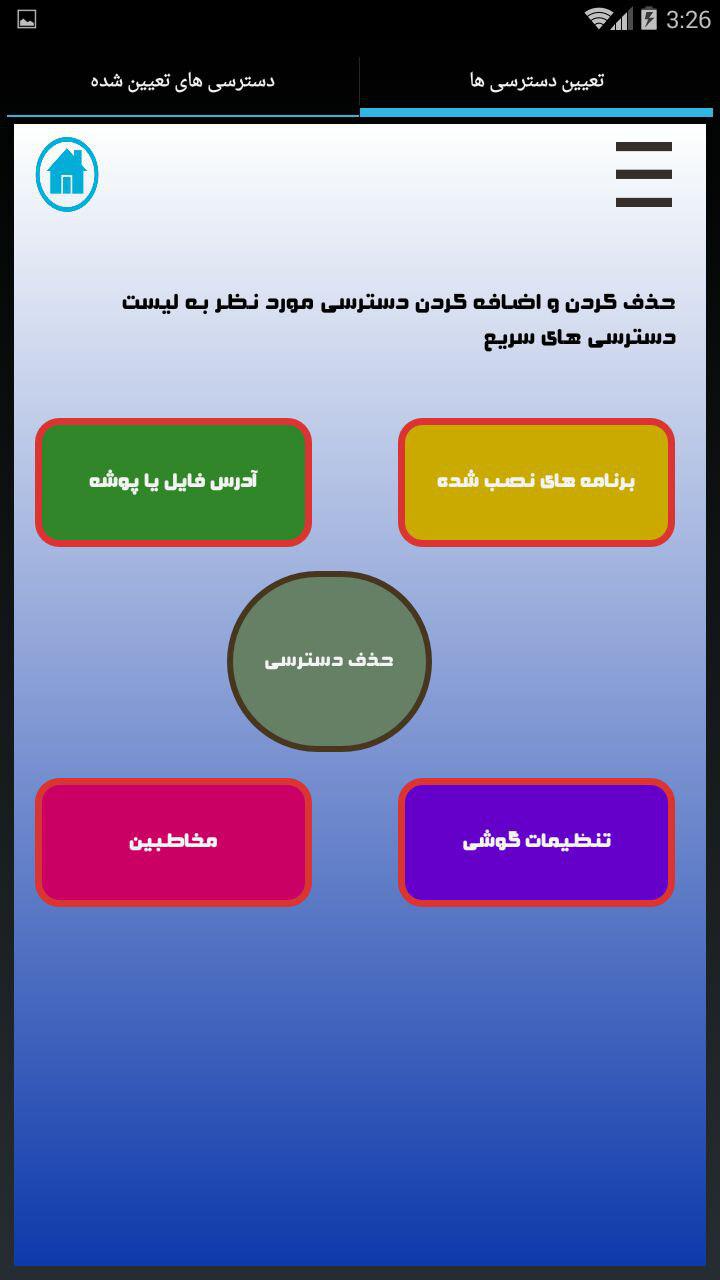 3:26
تعیین دسترسی ها
دسترسی های تعیین شده
حذف کردن و اضافه کردن دسترسی مورد نظر به لیست
دسترسی های سریع
برنامه های نصب شده
آدرس فایل یا پوشه
حذف دسترسی
تنظیمات گوشی
مخاطبین